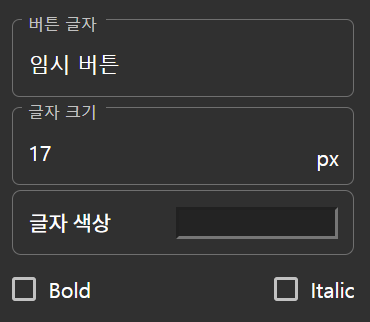 버튼 글자
임시 버튼
글자 크기
17 px
글자 색상
Bold Italic